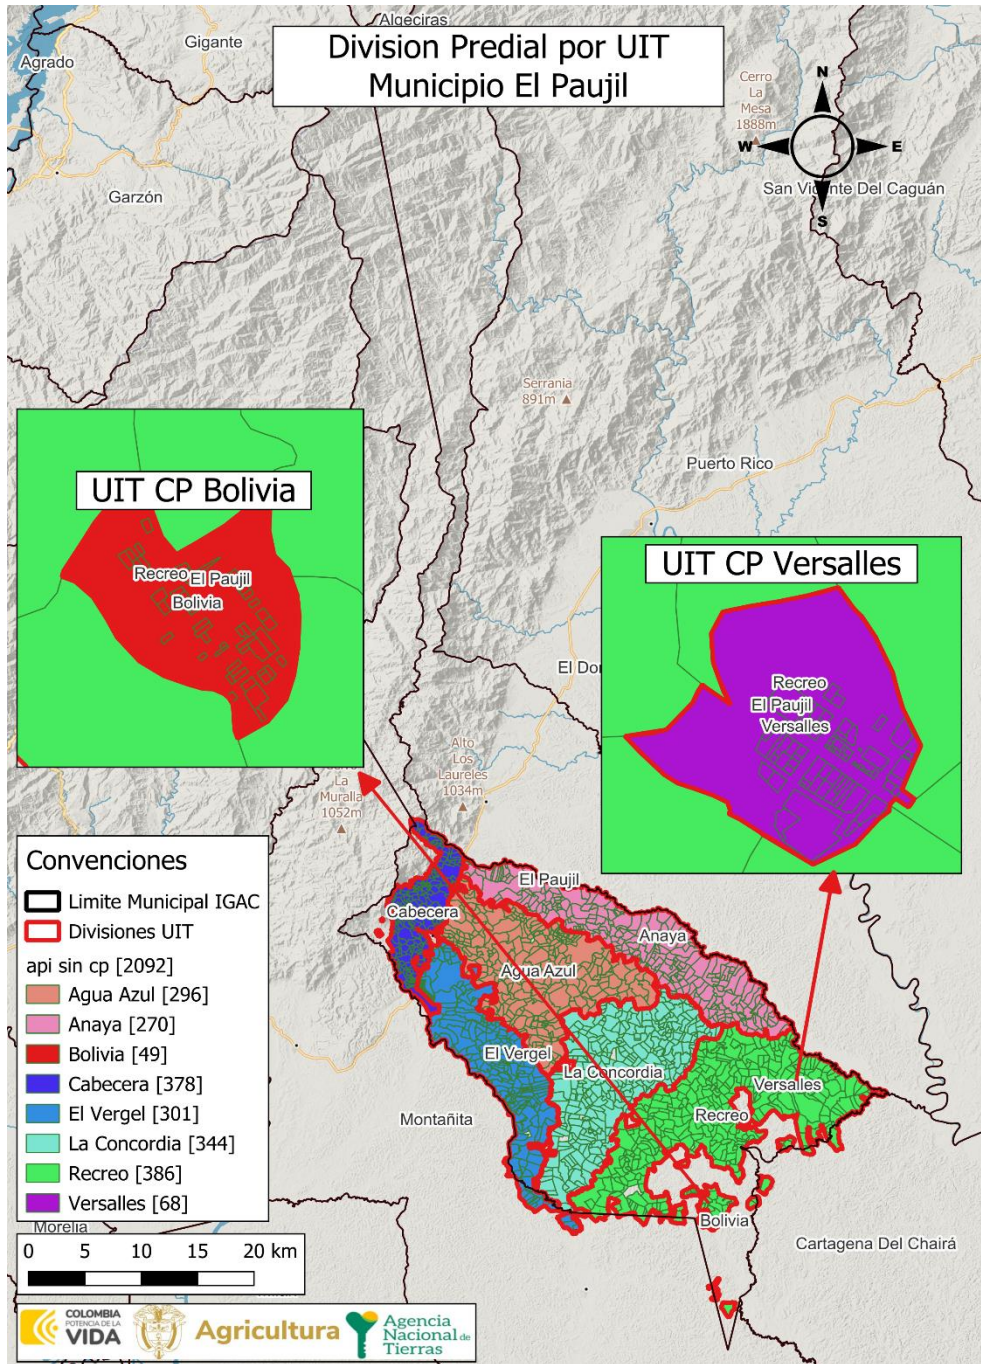 Algeciras
Gigante
Agrado
Division Predial por UIT
Municipio El Paujil
Cerro
La
Mesa
1888m
N
W
E
S
San Vicente Del Caguán
Garzón
Serrania
891m
Puerto Rico
UIT CP Bolivia
Recreo
El Paujil
Bolivia
UIT CP Versalles
Recreo
El Paujil
Versalles
El Dor
Alto
Los
Laureles
1034m
La
Muralla
1052m
El Paujil
Cabecera
Anaya
Agua Azul
El Vergel
La Concordia
Versalles
Recreo
Montañita
Bolivia
Cartagena Del Chairá
Convenciones
Limite Municipal IGAC
Divisiones UIT
api sin cp [2092]
Agua Azul [296]
Anaya [270]
Bolivia [49]
Cabecera [378]
El Vergel [301]
La Concordia [344]
Recreo [386]
Versalles [68]
Morelia
0 5 10 15 20 km
COLOMBIA
POTENCIA DE LA
VIDA
Agricultura
Agencia
Nacional de
Tierras